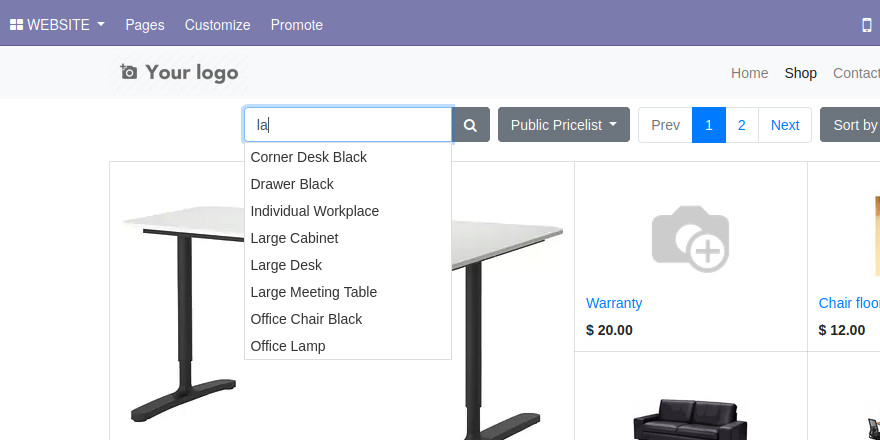 WEBSITE Pages Customize Promote
Your logo Home Shop Contact
la Public Pricelist Prev 1 2 Next Sort by
Corner Desk Black
Drawer Black
Individual Workplace
Large Cabinet
Large Desk
Large Meeting Table
Office Chair Black
Office Lamp
Warranty Chair floo
$ 20.00 $ 12.00